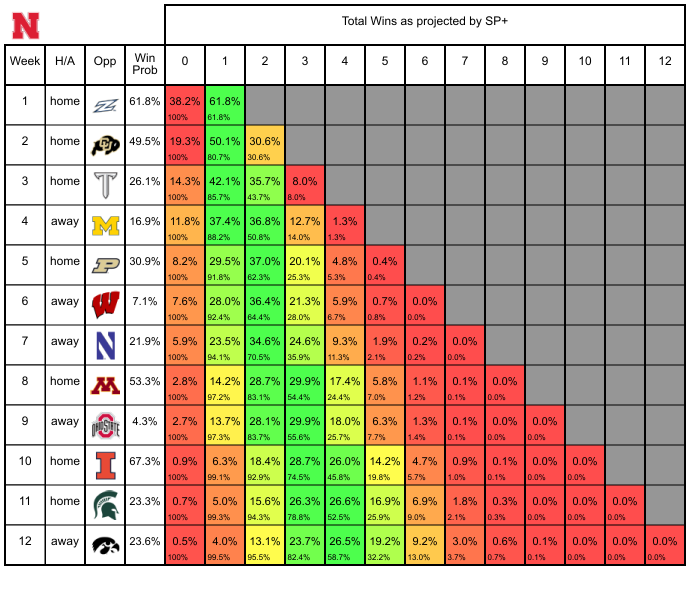 N
Total Wins as projected by SP+
Week H/A Opp Win Prob 0 1 2 3 4 5 6 7 8 9 10 11 12
1 home Z 61.8% 38.2% 61.8%
100% 61.8%
2 home CU 49.5% 19.3% 50.1% 30.6%
100% 80.7% 30.6%
3 home T 26.1% 14.3% 42.1% 35.7% 8.0%
100% 85.7% 43.7% 8.0%
4 away M 16.9% 11.8% 37.4% 36.8% 12.7% 1.3%
100% 88.2% 50.8% 14.0% 1.3%
5 home P 30.9% 8.2% 29.5% 37.0% 20.1% 4.8% 0.4%
100% 91.8% 62.3% 25.3% 5.3% 0.4%
6 away W 7.1% 7.6% 28.0% 36.4% 21.3% 5.9% 0.7% 0.0%
100% 92.4% 64.4% 28.0% 6.7% 0.8% 0.0%
7 away N 21.9% 5.9% 23.5% 34.6% 24.6% 9.3% 1.9% 0.2% 0.0%
100% 94.1% 70.5% 35.9% 11.3% 2.1% 0.2% 0.0%
8 home M 53.3% 2.8% 14.2% 28.7% 29.9% 17.4% 5.8% 1.1% 0.1% 0.0%
100% 97.2% 83.1% 54.4% 24.4% 7.0% 1.2% 0.1% 0.0%
9 away OHIO STATE 4.3% 2.7% 13.7% 28.1% 29.9% 18.0% 6.3% 1.3% 0.1% 0.0% 0.0%
100% 97.3% 83.7% 55.6% 25.7% 7.7% 1.4% 0.1% 0.0% 0.0%
10 home I 67.3% 0.9% 6.3% 18.4% 28.7% 26.0% 14.2% 4.7% 0.9% 0.1% 0.0% 0.0%
100% 99.1% 92.9% 74.5% 45.8% 19.8% 5.7% 1.0% 0.1% 0.0% 0.0%
11 home 23.3% 0.7% 5.0% 15.6% 26.3% 26.6% 16.9% 6.9% 1.8% 0.3% 0.0% 0.0% 0.0%
100% 99.3% 94.3% 78.8% 52.5% 25.9% 9.0% 2.1% 0.3% 0.0% 0.0% 0.0%
12 away 23.6% 0.5% 4.0% 13.1% 23.7% 26.5% 19.2% 9.2% 3.0% 0.6% 0.1% 0.0% 0.0% 0.0%
100% 99.5% 95.5% 82.4% 58.7% 32.2% 13.0% 3.7% 0.7% 0.1% 0.0% 0.0% 0.0%